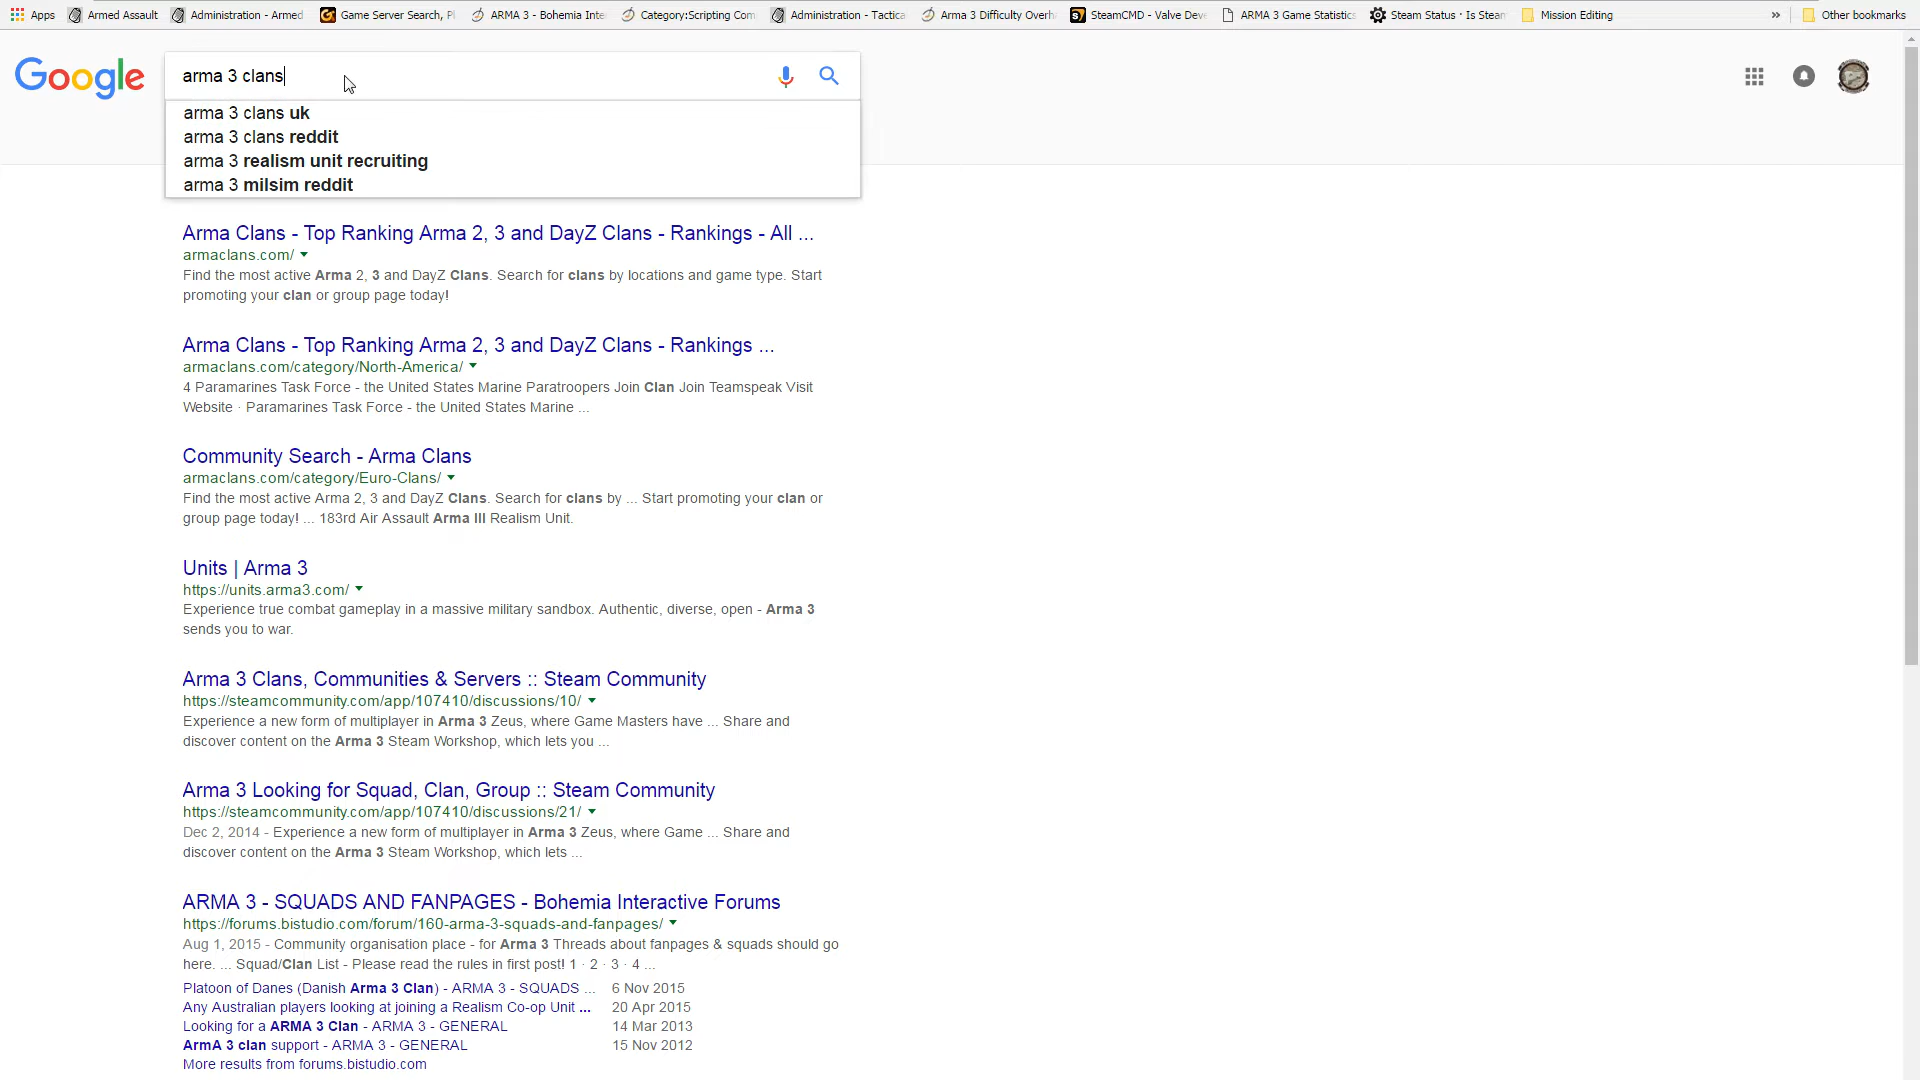 Apps Armed Assault Administration - Armed Game Server Search, Pl ARMA 3 - Bohemia Inte Category:Scripting Com Administration - Tactica Arma 3 Difficulty Overh SteamCMD - Valve Deve ARMA 3 Game Statistics Steam Status · Is Stean Mission Editing » Other bookmarks
Google arma 3 clans
arma 3 clans uk
arma 3 clans reddit
arma 3 realism unit recruiting
arma 3 milsim reddit
Arma Clans - Top Ranking Arma 2, 3 and DayZ Clans - Rankings - All ...
armaclans.com/
Find the most active Arma 2, 3 and DayZ Clans. Search for clans by locations and game type. Start
promoting your clan or group page today!
Arma Clans - Top Ranking Arma 2, 3 and DayZ Clans - Rankings ...
armaclans.com/category/North-America/
4 Paramarines Task Force - the United States Marine Paratroopers Join Clan Join Teamspeak Visit
Website · Paramarines Task Force - the United States Marine ...
Community Search - Arma Clans
armaclans.com/category/Euro-Clans/
Find the most active Arma 2, 3 and DayZ Clans. Search for clans by ... Start promoting your clan or
group page today! ... 183rd Air Assault Arma III Realism Unit.
Units | Arma 3
https://units.arma3.com/
Experience true combat gameplay in a massive military sandbox. Authentic, diverse, open - Arma 3
sends you to war.
Arma 3 Clans, Communities & Servers :: Steam Community
https://steamcommunity.com/app/107410/discussions/10/
Experience a new form of multiplayer in Arma 3 Zeus, where Game Masters have ... Share and
discover content on the Arma 3 Steam Workshop, which lets you ...
Arma 3 Looking for Squad, Clan, Group :: Steam Community
https://steamcommunity.com/app/107410/discussions/21/
Dec 2, 2014 - Experience a new form of multiplayer in Arma 3 Zeus, where Game ... Share and
discover content on the Arma 3 Steam Workshop, which lets ...
ARMA 3 - SQUADS AND FANPAGES - Bohemia Interactive Forums
https://forums.bistudio.com/forum/160-arma-3-squads-and-fanpages/
Aug 1, 2015 - Community organisation place - for Arma 3 Threads about fanpages & squads should go
here. ... Squad/Clan List - Please read the rules in first post! 1 · 2 · 3 · 4 ...
Platoon of Danes (Danish Arma 3 Clan) - ARMA 3 - SQUADS ... 6 Nov 2015
Any Australian players looking at joining a Realism Co-op Unit ... 20 Apr 2015
Looking for a ARMA 3 Clan - ARMA 3 - GENERAL 14 Mar 2013
ArmA 3 clan support - ARMA 3 - GENERAL 15 Nov 2012
More results from forums.bistudio.com